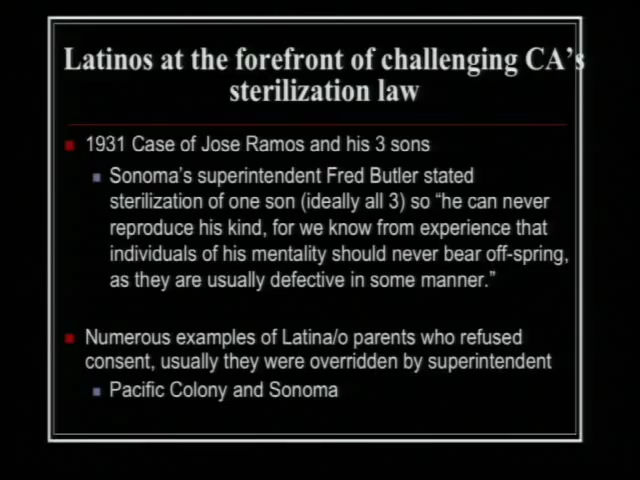 Latinos at the forefront of challenging CA's
sterilization law
1931 Case of Jose Ramos and his 3 sons
Sonoma's superintendent Fred Butler stated
sterilization of one son (ideally all 3) so “he can never
reproduce his kind, for we know from experience that
individuals of his mentality should never bear off-spring,
as they are usually defective in some manner.”
Numerous examples of Latina/o parents who refused
consent, usually they were overridden by superintendent
Pacific Colony and Sonoma